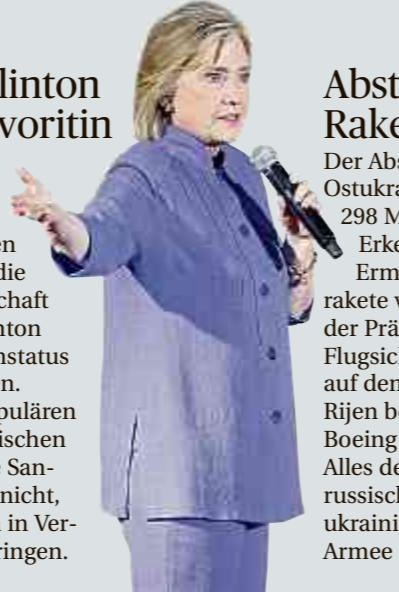 linton
voritin
en
die
chaft
nton
nstatus
n.
pulären
ischen
e San-
nicht,
n in Ver-
ringen.
Abst
Rake
Der Abs
Ostukra
298 M
Erke
Erm
rakete v
der Prä
Flugsich
auf den
Rijen be
Boeing
Alles de
russisch
ukraini
Armee